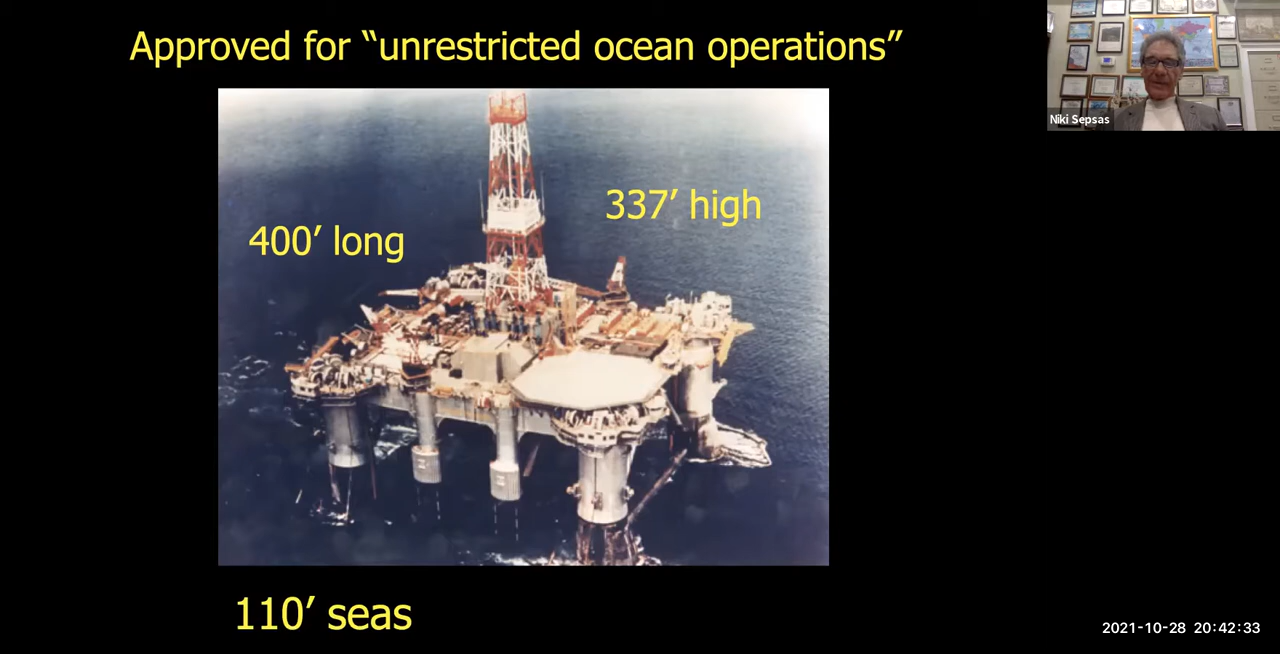 Approved for “unrestricted ocean operations”
Niki Sepsas
337’ high
400’ long
110’ seas
2021-10-28 20:42:33